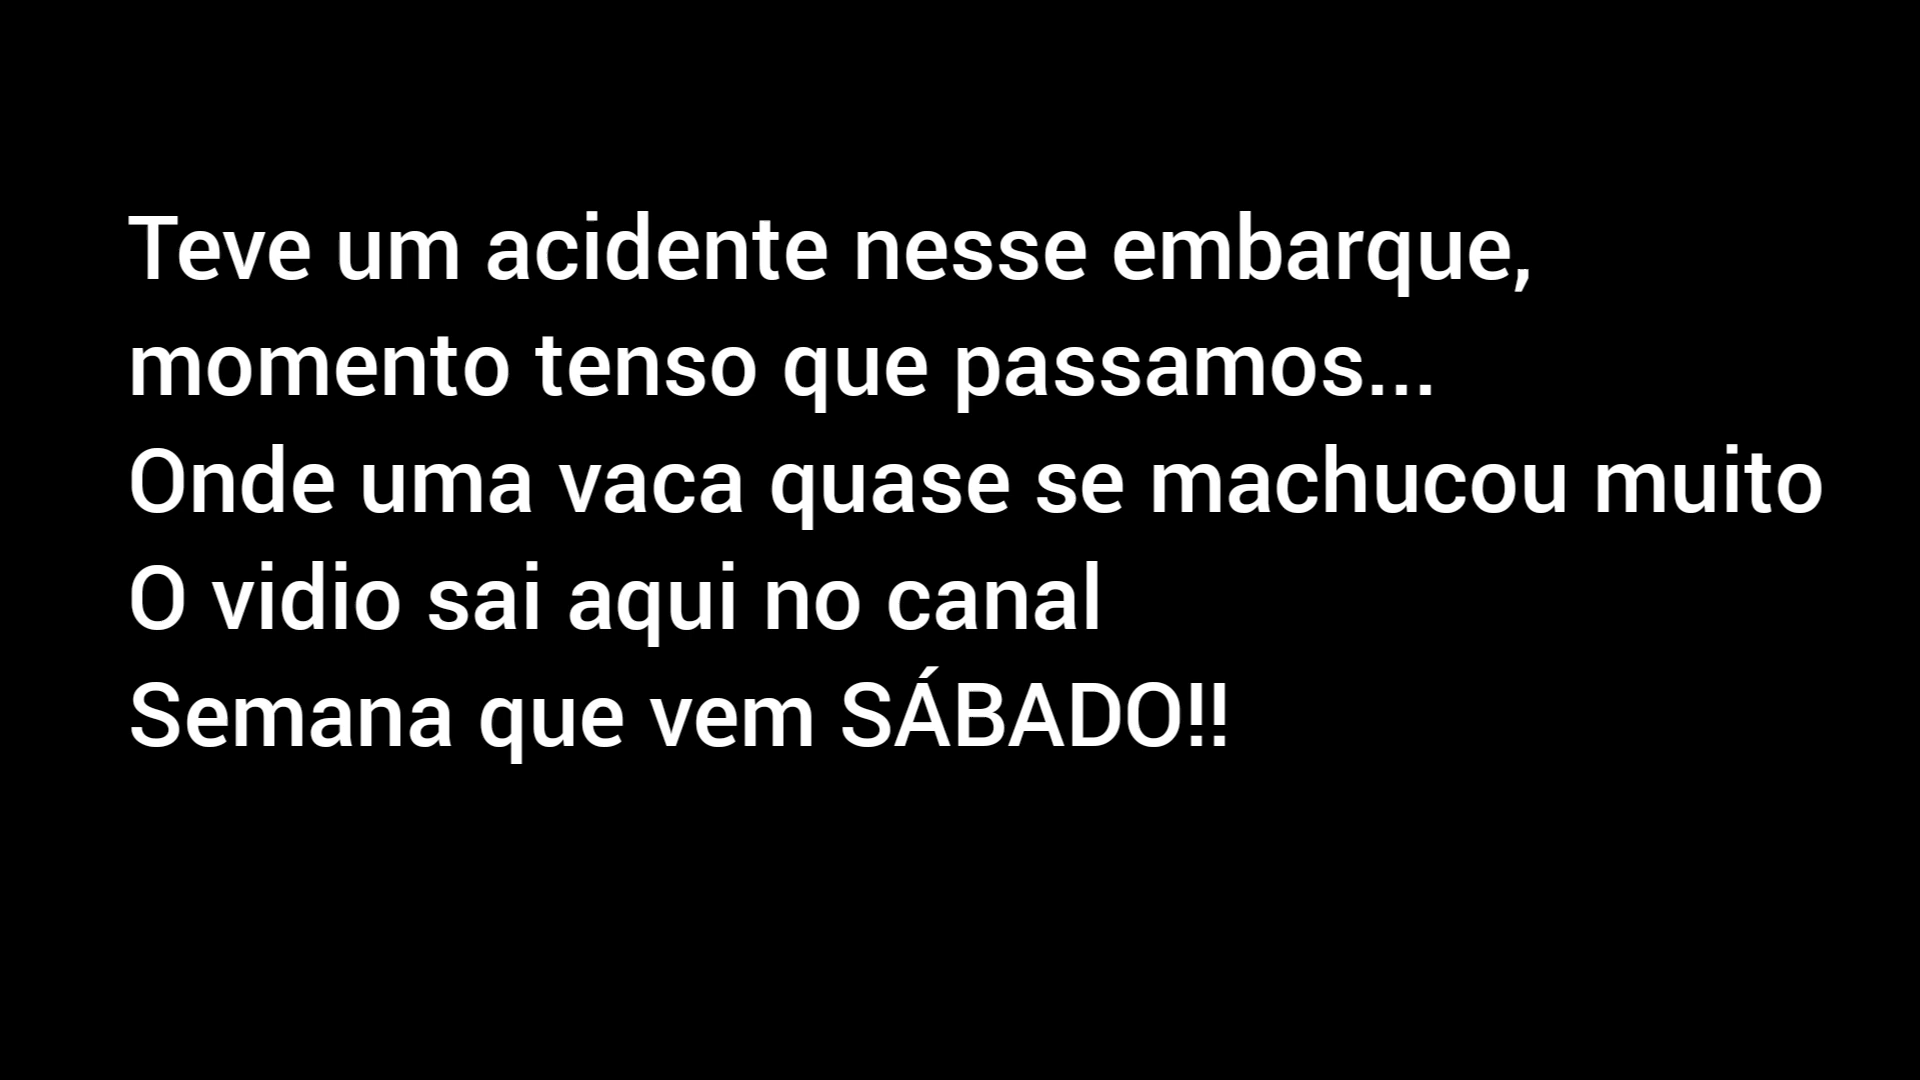 Teve um acidente nesse embarque,
momento tenso que passamos...
Onde uma vaca quase se machucou muito
O vidio sai aqui no canal
Semana que vem SÁBADO!!